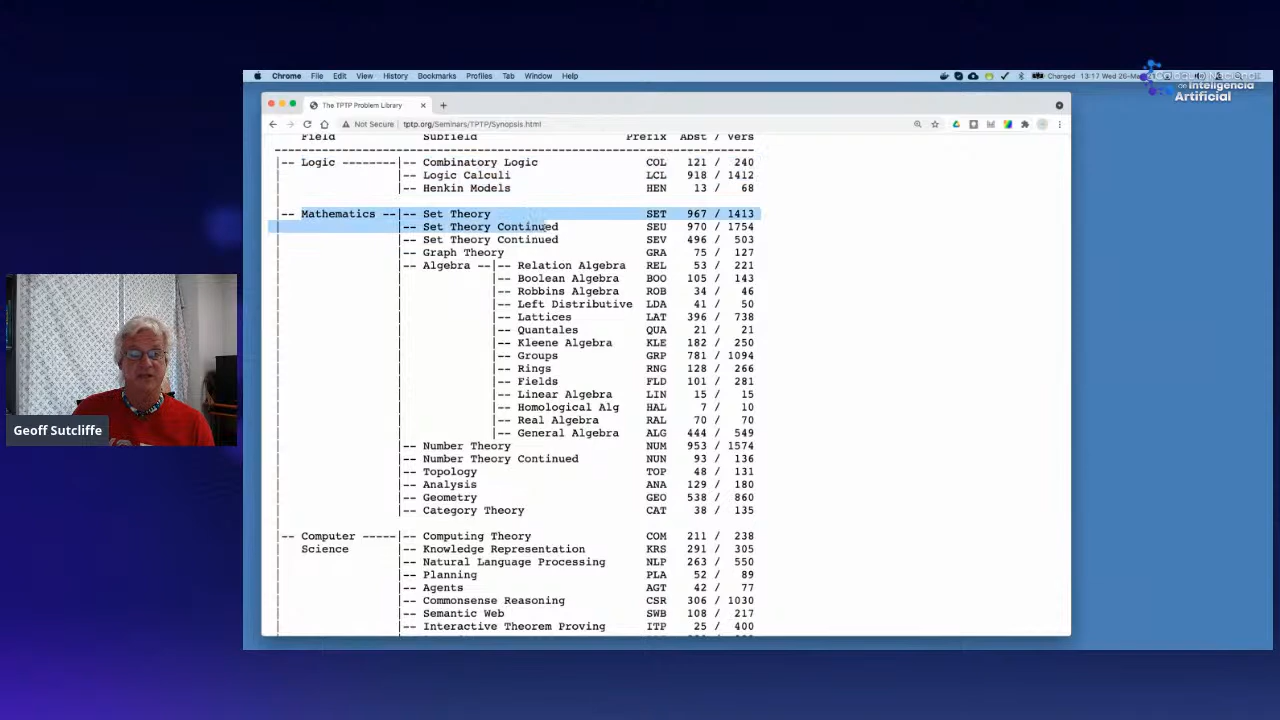 Chrome File Edit View History Bookmarks Profiles Tab Window Help
Charged 13:17 Wed 26-Ma
Inteligencia
Artificial
The TPTP Problem Library
Not Secure | tptp.org/Seminars/TPTP/Synopsis.html
Field Subfield Prefix Abst / Vers
-----------------------------------------------------------------------
|-- Logic --------|-- Combinatory Logic COL 121 / 240
| |-- Logic Calculi LCL 918 / 1412
| |-- Henkin Models HEN 13 / 68
|
|-- Mathematics --|-- Set Theory SET 967 / 1413
| |-- Set Theory Continued SEU 970 / 1754
| |-- Set Theory Continued SEV 496 / 503
| |-- Graph Theory GRA 75 / 127
| |-- Algebra --|-- Relation Algebra REL 53 / 221
| | |-- Boolean Algebra BOO 105 / 143
| | |-- Robbins Algebra ROB 34 / 46
| | |-- Left Distributive LDA 41 / 50
| | |-- Lattices LAT 396 / 738
| | |-- Quantales QUA 21 / 21
| | |-- Kleene Algebra KLE 182 / 250
| | |-- Groups GRP 781 / 1094
| | |-- Rings RNG 128 / 266
| | |-- Fields FLD 101 / 281
| | |-- Linear Algebra LIN 15 / 15
| | |-- Homological Alg HAL 7 / 10
| | |-- Real Algebra RAL 70 / 70
| | |-- General Algebra ALG 444 / 549
| |-- Number Theory NUM 953 / 1574
| |-- Number Theory Continued NUN 93 / 136
| |-- Topology TOP 48 / 131
| |-- Analysis ANA 129 / 180
| |-- Geometry GEO 538 / 860
| |-- Category Theory CAT 38 / 135
|
|-- Computer -----|-- Computing Theory COM 211 / 238
| Science |-- Knowledge Representation KRS 291 / 305
| |-- Natural Language Processing NLP 263 / 550
| |-- Planning PLA 52 / 89
| |-- Agents AGT 42 / 77
| |-- Commonsense Reasoning CSR 306 / 1030
| |-- Semantic Web SWB 108 / 217
| |-- Interactive Theorem Proving ITP 25 / 400
Geoff Sutcliffe